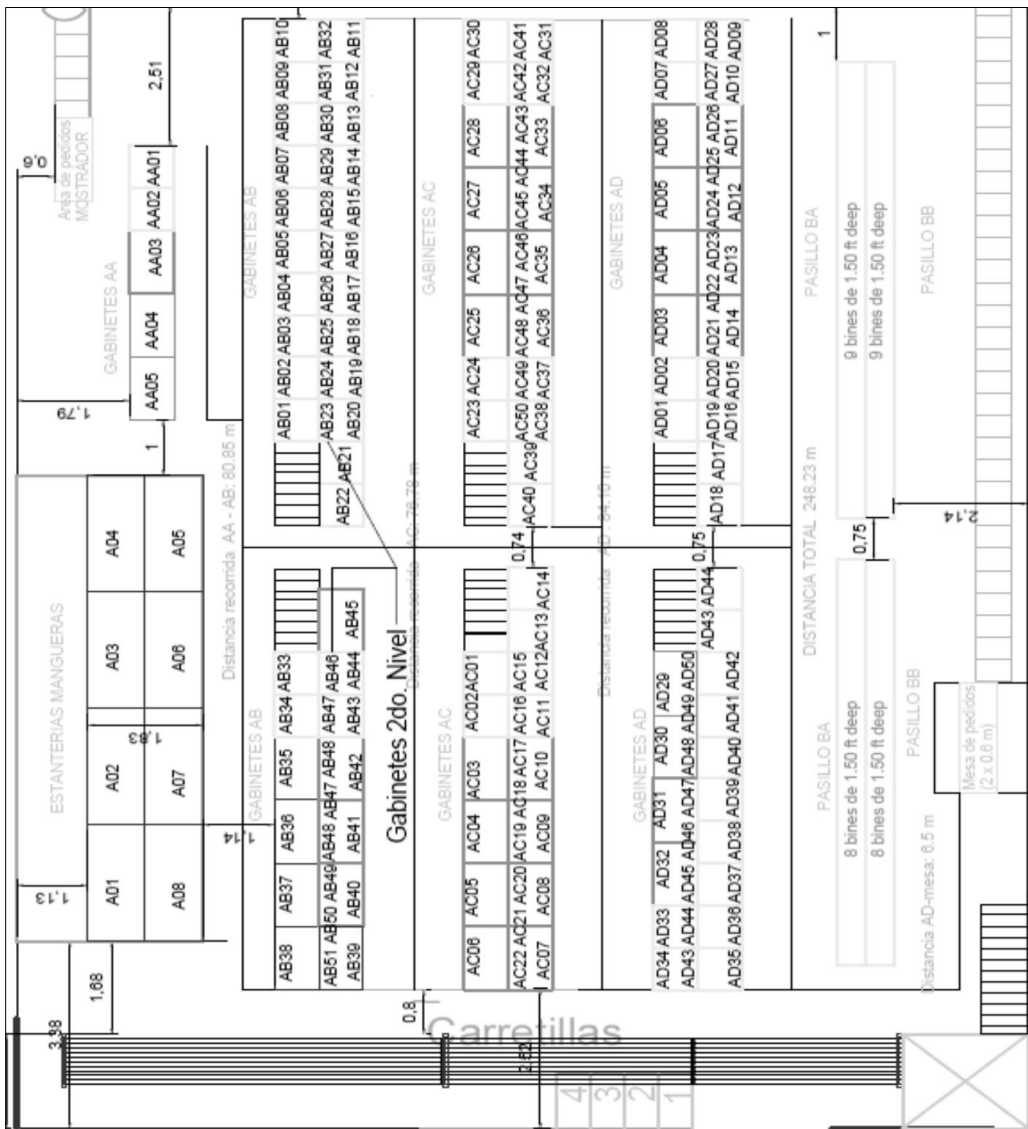 3,38
1,13
1,79
0,6
ESTANTERIAS MANGUERAS
Area de pedidos
MOSTRADOR
1,68
A01 A02 A03 A04
1,83
GABINETES AA
1
AA05 AA04 AA03 AA02 AA01
2,51
A08 A07 A06 A05
Distancia recorrida AA - AB: 80.85 m
1,14
GABINETES AB
GABINETES AB
AB38 AB37 AB36 AB35 AB34 AB33
AB01 AB02 AB03 AB04 AB05 AB06 AB07 AB08 AB09 AB10
AB51 AB50 AB49 AB48 AB47 AB48 AB47 AB46
AB23 AB24 AB25 AB26 AB27 AB28 AB29 AB30 AB31 AB32
AB39 AB40 AB41 AB42 AB43 AB44 AB45
AB22 AB21 AB20 AB19 AB18 AB17 AB16 AB15 AB14 AB13 AB12 AB11
Gabinetes 2do. Nivel
0,8
Distancia recorrida AC: 76.79 m
GABINETES AC
GABINETES AC
AC06 AC05 AC04 AC03 AC02 AC01
AC23 AC24 AC25 AC26 AC27 AC28 AC29 AC30
AC22 AC21 AC20 AC19 AC18 AC17 AC16 AC15
0,74
AC50 AC49 AC48 AC47 AC46 AC45 AC44 AC43 AC42 AC41
AC07 AC08 AC09 AC10 AC11 AC12 AC13 AC14
AC40 AC39 AC38 AC37 AC36 AC35 AC34 AC33 AC32 AC31
2,62
Carretillas
4
3
2
1
Distancia recorrida AD : 84.10 m
GABINETES AD
GABINETES AD
AD34 AD33 AD32 AD31 AD30 AD29
AD01 AD02 AD03 AD04 AD05 AD06 AD07 AD08
AD43 AD44 AD45 AD46 AD47 AD48 AD49 AD50
AD43 AD44
0,75
AD19 AD20 AD21 AD22 AD23 AD24 AD25 AD26 AD27 AD28
AD35 AD36 AD37 AD38 AD39 AD40 AD41 AD42
AD18 AD17 AD16 AD15 AD14 AD13 AD12 AD11 AD10 AD09
DISTANCIA TOTAL 248.23 m
PASILLO BA
PASILLO BA
1
8 bines de 1.50 ft deep
0,75
9 bines de 1.50 ft deep
8 bines de 1.50 ft deep
9 bines de 1.50 ft deep
PASILLO BB
PASILLO BB
Distancia AD-mesa: 6.5 m
2,14
Mesa de pedidos
(2 x 0.6 m)